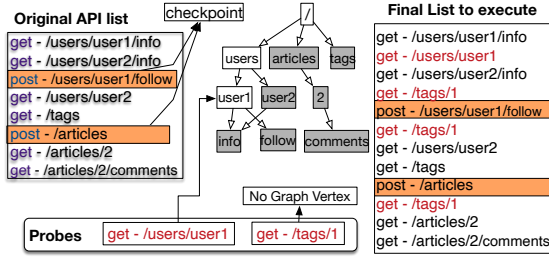 Original API list
get - /users/user1/info
get - /users/user2/info
post - /users/user1/follow
get - /users/user2
get - /tags
post - /articles
get - /articles/2
get - /articles/2/comments
checkpoint
/
users
articles
tags
user1
user2
2
info
follow
comments
No Graph Vertex
Probes
get - /users/user1
get - /tags/1
Final List to execute
get - /users/user1/info
get - /users/user1
get - /users/user2/info
get - /tags/1
post - /users/user1/follow
get - /tags/1
get - /users/user2
get - /tags
post - /articles
get - /tags/1
get - /articles/2
get - /articles/2/comments